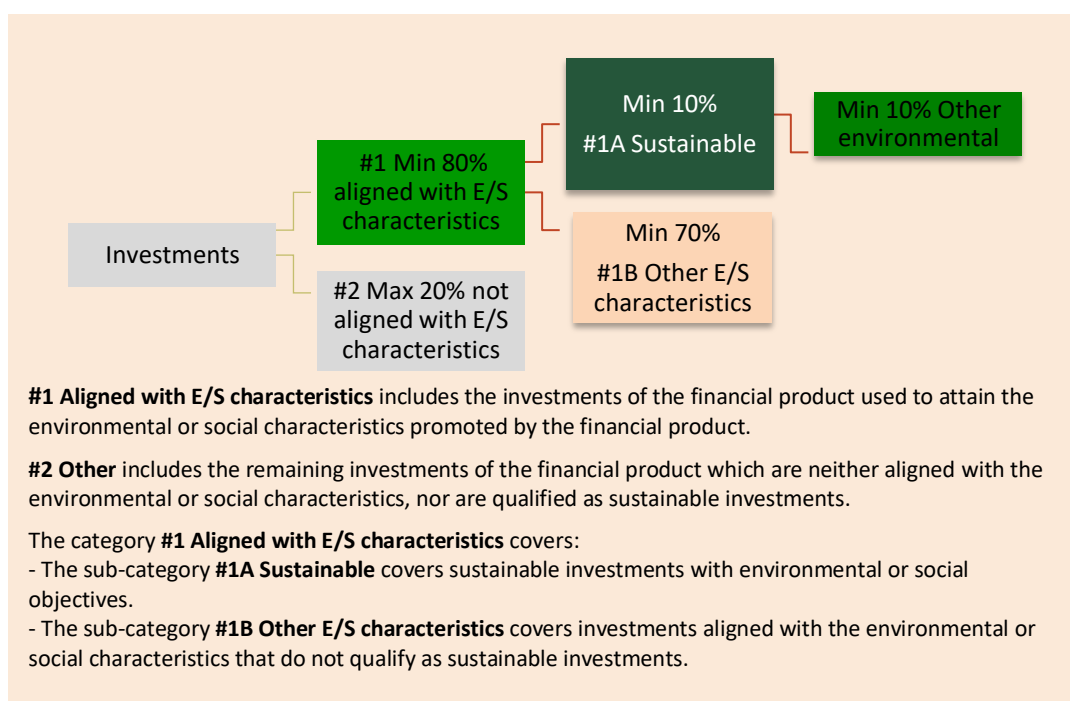 Min 10%
#1A Sustainable
Min 10% Other
environmental
#1 Min 80%
aligned with E/S
characteristics
Investments
Min 70%
#1B Other E/S
characteristics
#2 Max 20% not
aligned with E/S
characteristics
#1 Aligned with E/S characteristics includes the investments of the financial product used to attain the
environmental or social characteristics promoted by the financial product.
#2 Other includes the remaining investments of the financial product which are neither aligned with the
environmental or social characteristics, nor are qualified as sustainable investments.
The category #1 Aligned with E/S characteristics covers:
- The sub-category #1A Sustainable covers sustainable investments with environmental or social
objectives.
- The sub-category #1B Other E/S characteristics covers investments aligned with the environmental or
social characteristics that do not qualify as sustainable investments.